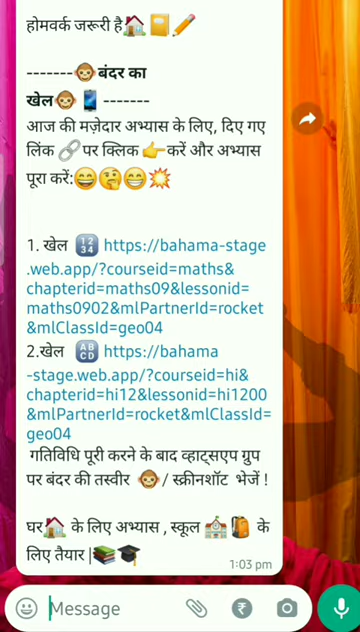 होमवर्क जरूरी है🏠📒✏️
-------🐵बंदर का
खेल🐵 📱-------
आज की मज़ेदार अभ्यास के लिए, दिए गए
लिंक 🔗 पर क्लिक 👉 करें और अभ्यास
पूरा करें:😄🤔😁💥
1. खेल 🔢 https://bahama-stage
.web.app/?courseid=maths&
chapterid=maths09&lessonid=
maths0902&mlPartnerId=rocket
&mlClassId=geo04
2.खेल 🔠 https://bahama
-stage.web.app/?courseid=hi&
chapterid=hi12&lessonid=hi1200
&mlPartnerId=rocket&mlClassId=
geo04
गतिविधि पूरी करने के बाद व्हाट्सएप ग्रुप
पर बंदर की तस्वीर 🐵/ स्क्रीनशॉट भेजें !
घर🏠 के लिए अभ्यास , स्कूल 🏫🎒 के
लिए तैयार |📚🎓
1:03 pm
Message